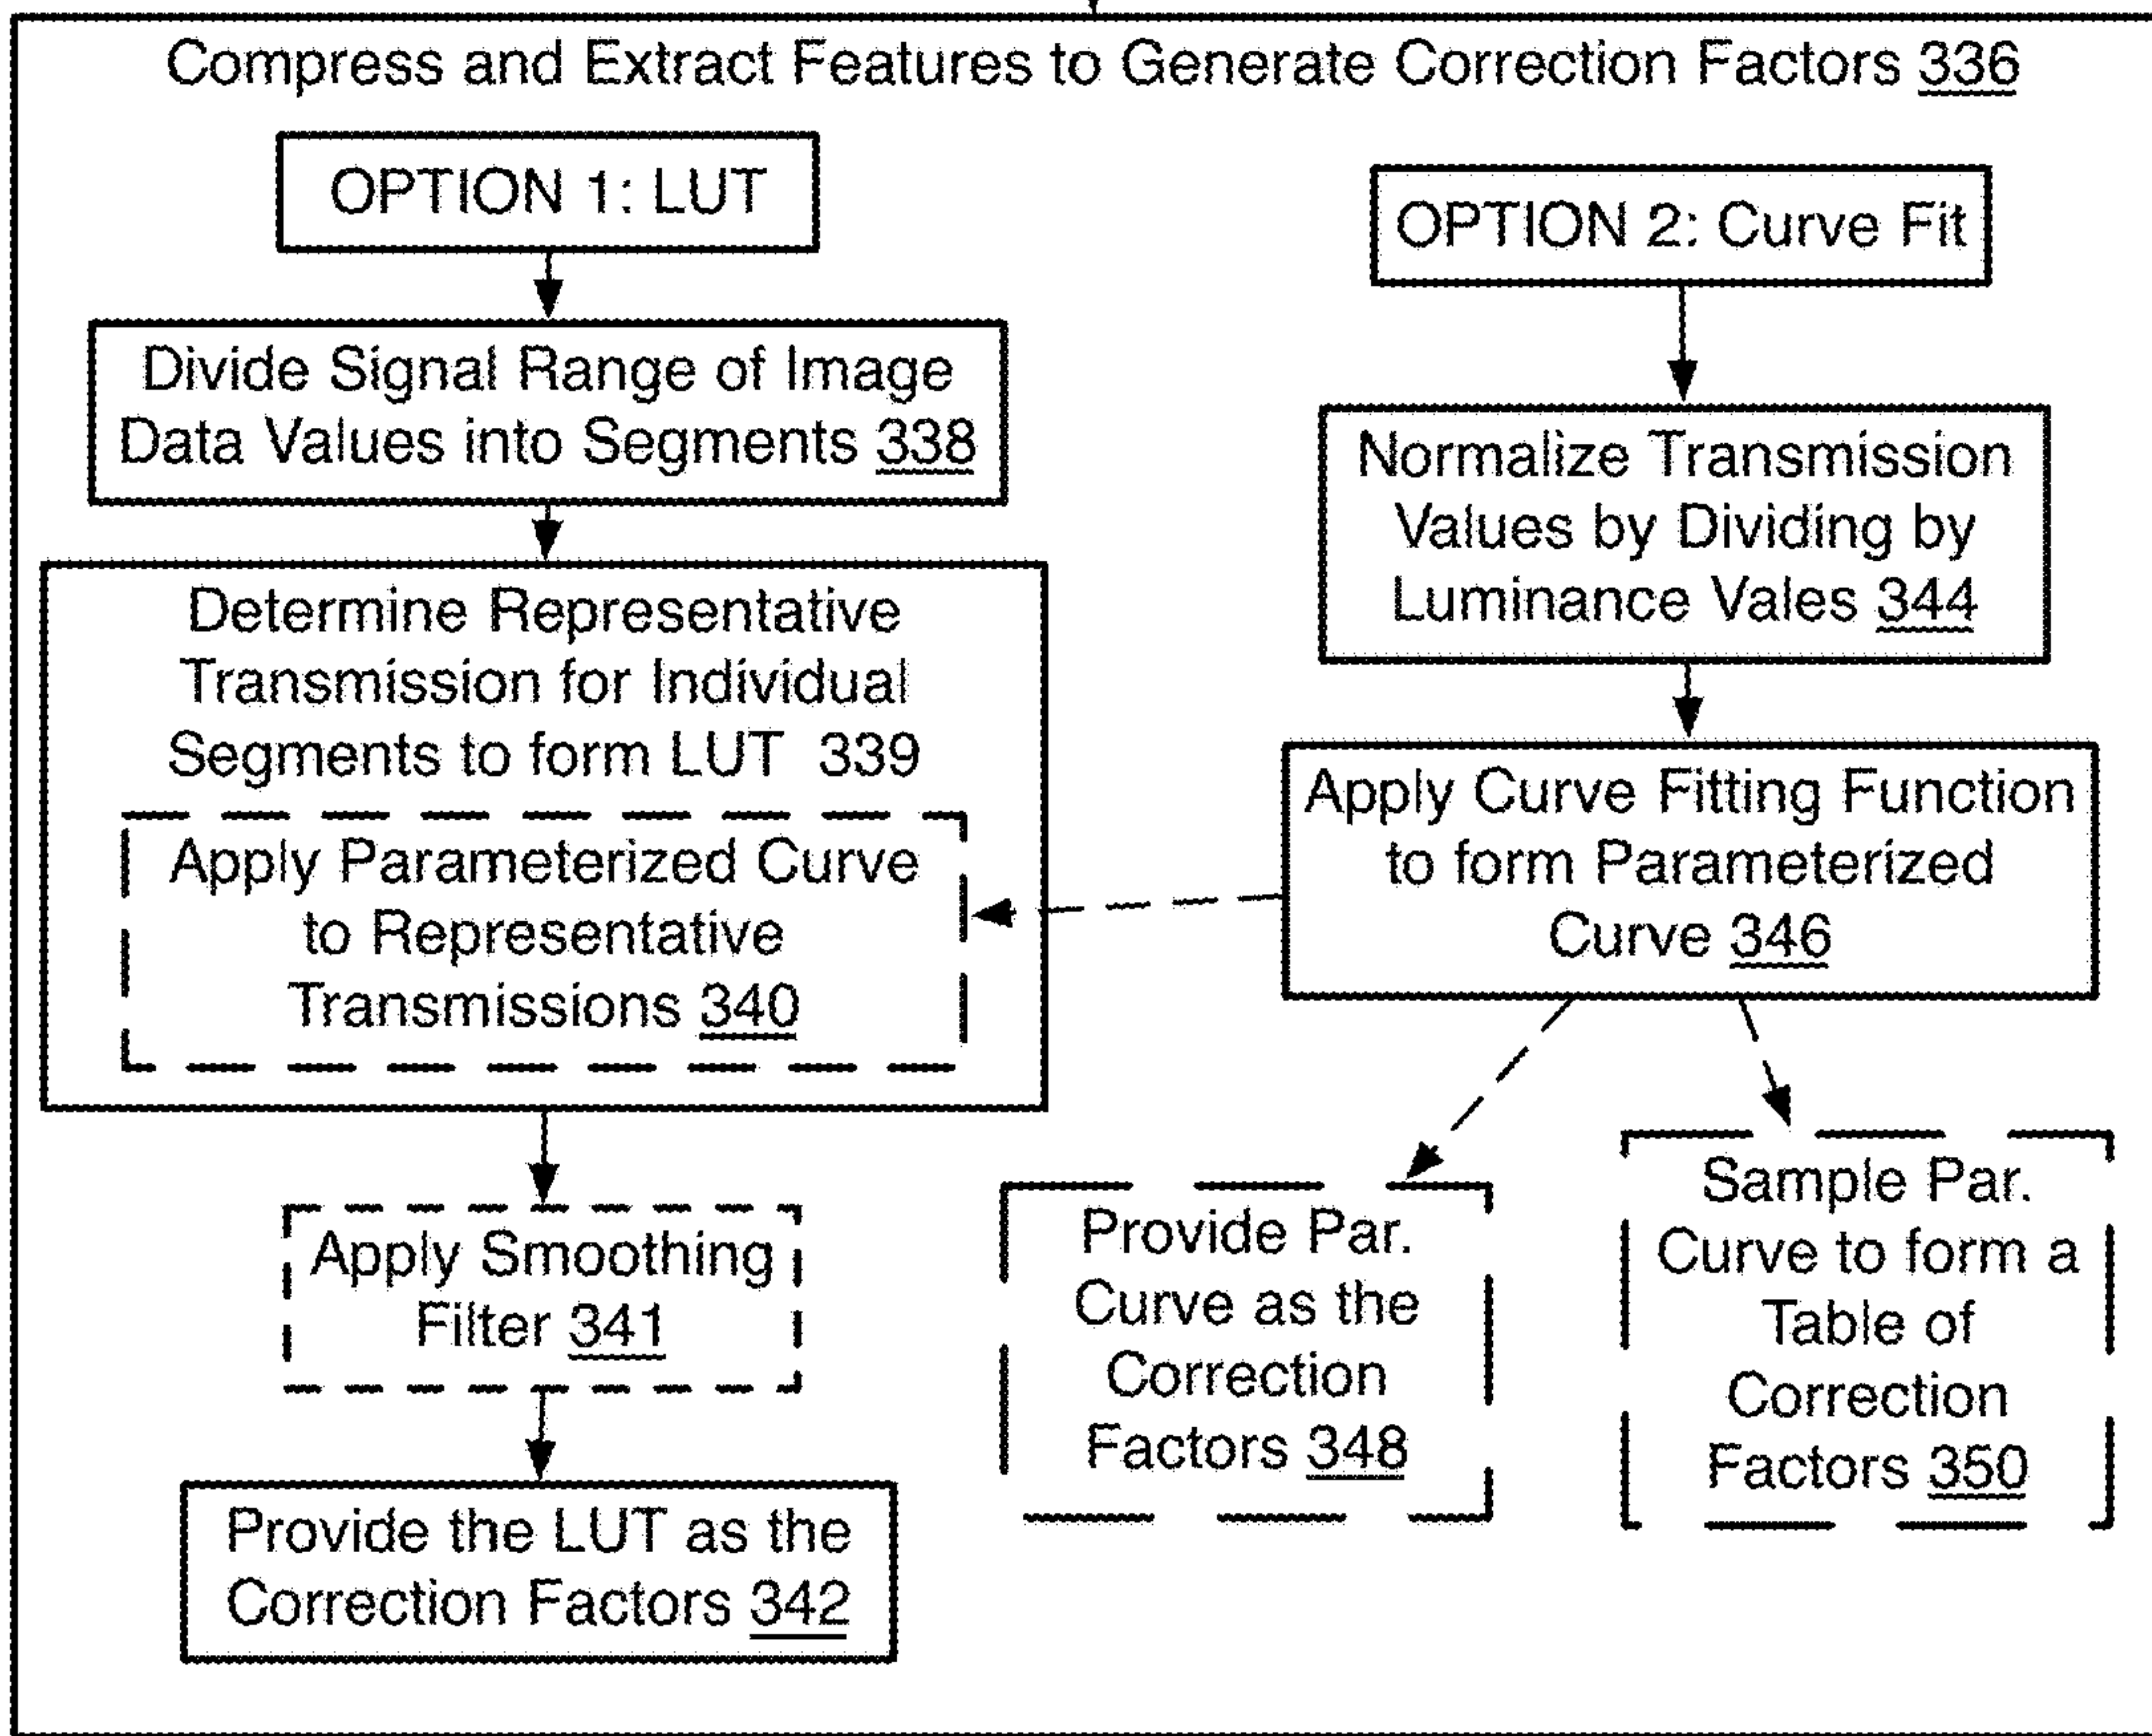 Compress and Extract Features to Generate Correction Factors 336
OPTION 1: LUT
Divide Signal Range of Image
Data Values into Segments 338
Determine Representative
Transmission for Individual
Segments to form LUT 339
Apply Parameterized Curve
to Representative
Transmissions 340
Apply Smoothing
Filter 341
Provide the LUT as the
Correction Factors 342
OPTION 2: Curve Fit
Normalize Transmission
Values by Dividing by
Luminance Vales 344
Apply Curve Fitting Function
to form Parameterized
Curve 346
Provide Par.
Curve as the
Correction
Factors 348
Sample Par.
Curve to form a
Table of
Correction
Factors 350